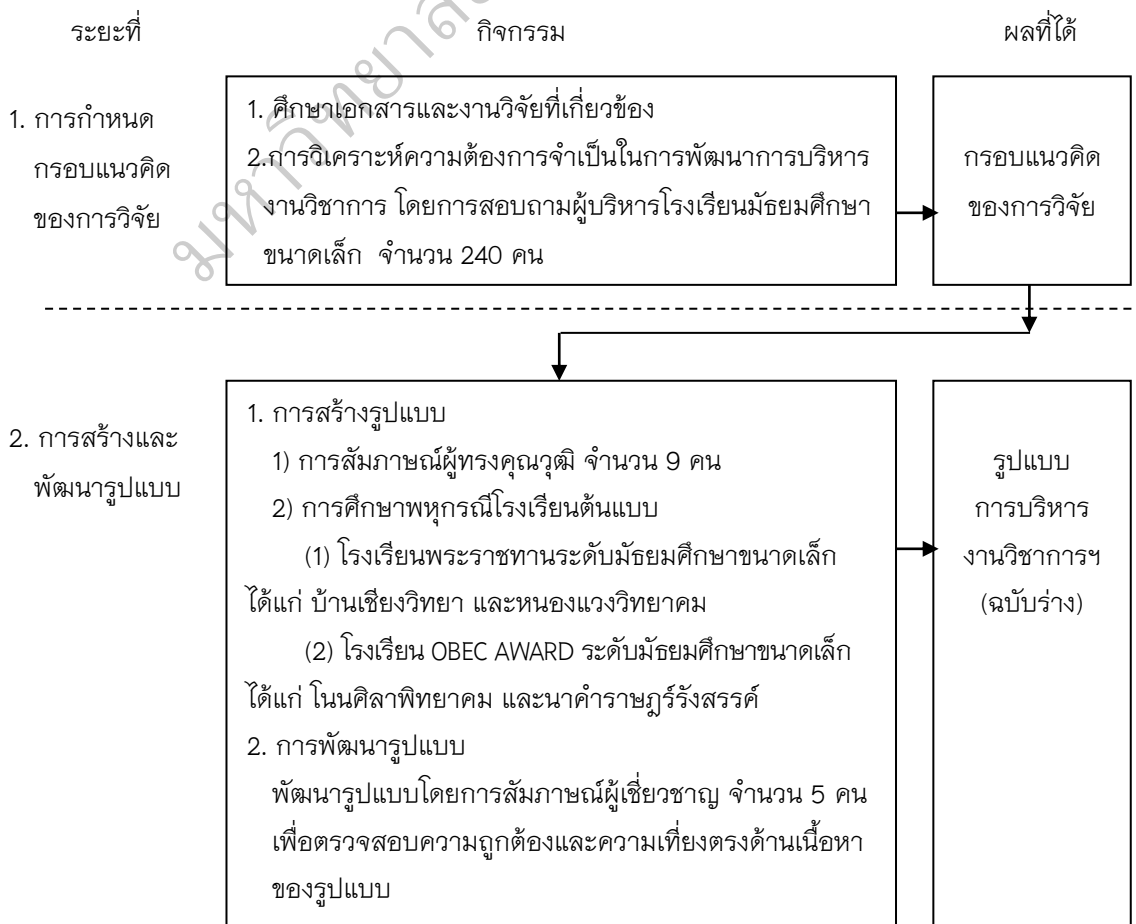 ระยะที่ กิจกรรม ผลที่ได้
1. การกำหนด
กรอบแนวคิด
ของการวิจัย
1. ศึกษาเอกสารและงานวิจัยที่เกี่ยวข้อง
2.การวิเคราะห์ความต้องการจำเป็นในการพัฒนาการบริหาร
งานวิชาการ โดยการสอบถามผู้บริหารโรงเรียนมัธยมศึกษา
ขนาดเล็ก จำนวน 240 คน
กรอบแนวคิด
ของการวิจัย
2. การสร้างและ
พัฒนารูปแบบ
1. การสร้างรูปแบบ
1) การสัมภาษณ์ผู้ทรงคุณวุฒิ จำนวน 9 คน
2) การศึกษาพหุกรณีโรงเรียนต้นแบบ
(1) โรงเรียนพระราชทานระดับมัธยมศึกษาขนาดเล็ก
ได้แก่ บ้านเชียงวิทยา และหนองแวงวิทยาคม
(2) โรงเรียน OBEC AWARD ระดับมัธยมศึกษาขนาดเล็ก
ได้แก่ โนนศิลาพิทยาคม และนาคำราษฎร์รังสรรค์
2. การพัฒนารูปแบบ
พัฒนารูปแบบโดยการสัมภาษณ์ผู้เชี่ยวชาญ จำนวน 5 คน
เพื่อตรวจสอบความถูกต้องและความเที่ยงตรงด้านเนื้อหา
ของรูปแบบ
รูปแบบ
การบริหาร
งานวิชาการฯ
(ฉบับร่าง)